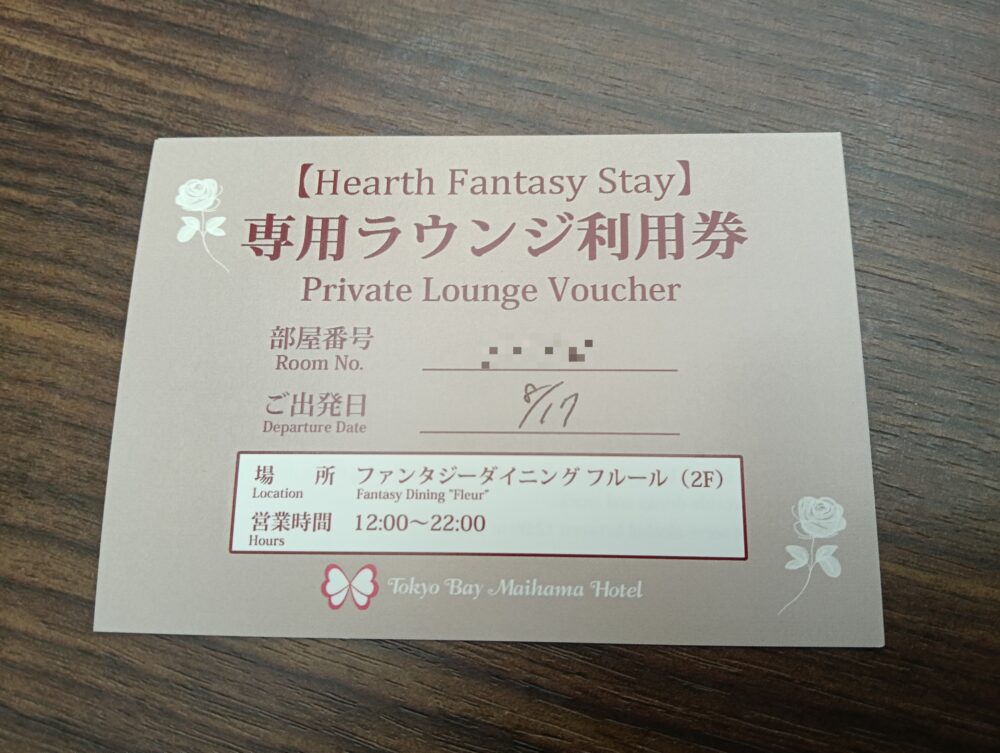 【Hearth Fantasy Stay】
専用ラウンジ利用券
Private Lounge Voucher
部屋番号
Room No.
ご出発日 8/17
Departure Date
場 所 ファンタジーダイニング フルール（2F）
Location Fantasy Dining "Fleur"
営業時間 12:00～22:00
Hours
Tokyo Bay Maihama Hotel